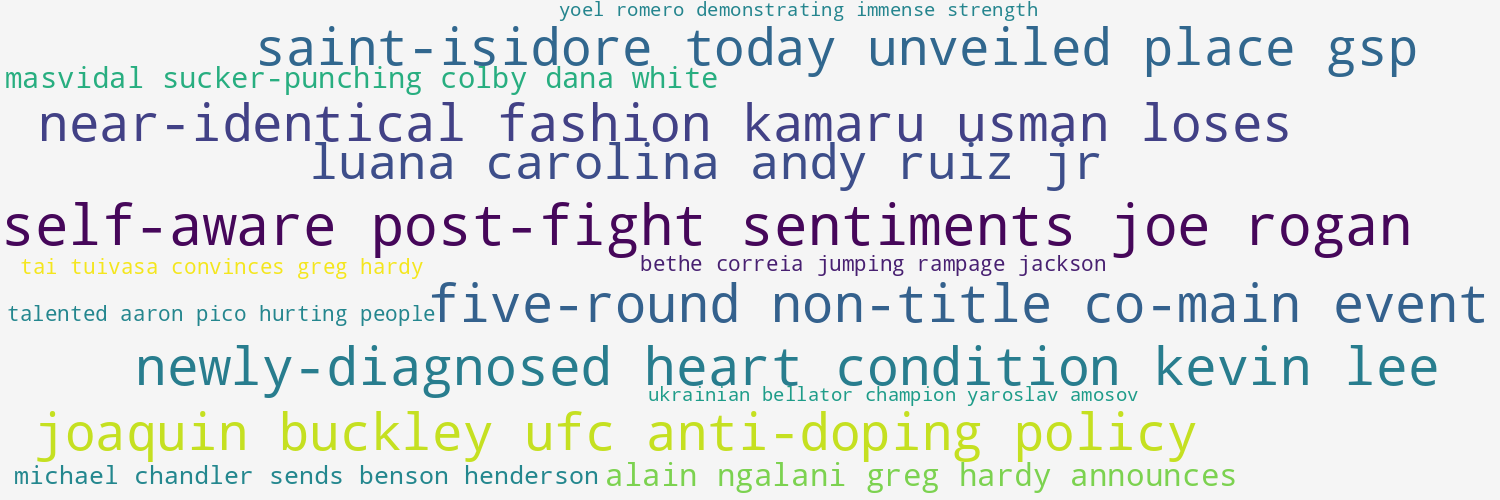 yoel romero demonstrating immense strength
saint-isidore today unveiled place gsp
masvidal sucker-punching colby dana white
near-identical fashion kamaru usman loses
luana carolina andy ruiz jr
self-aware post-fight sentiments joe rogan
tai tuivasa convinces greg hardy
bethe correia jumping rampage jackson
talented aaron pico hurting people
five-round non-title co-main event
newly-diagnosed heart condition kevin lee
ukrainian bellator champion yaroslav amosov
joaquin buckley ufc anti-doping policy
michael chandler sends benson henderson
alain ngalani greg hardy announces